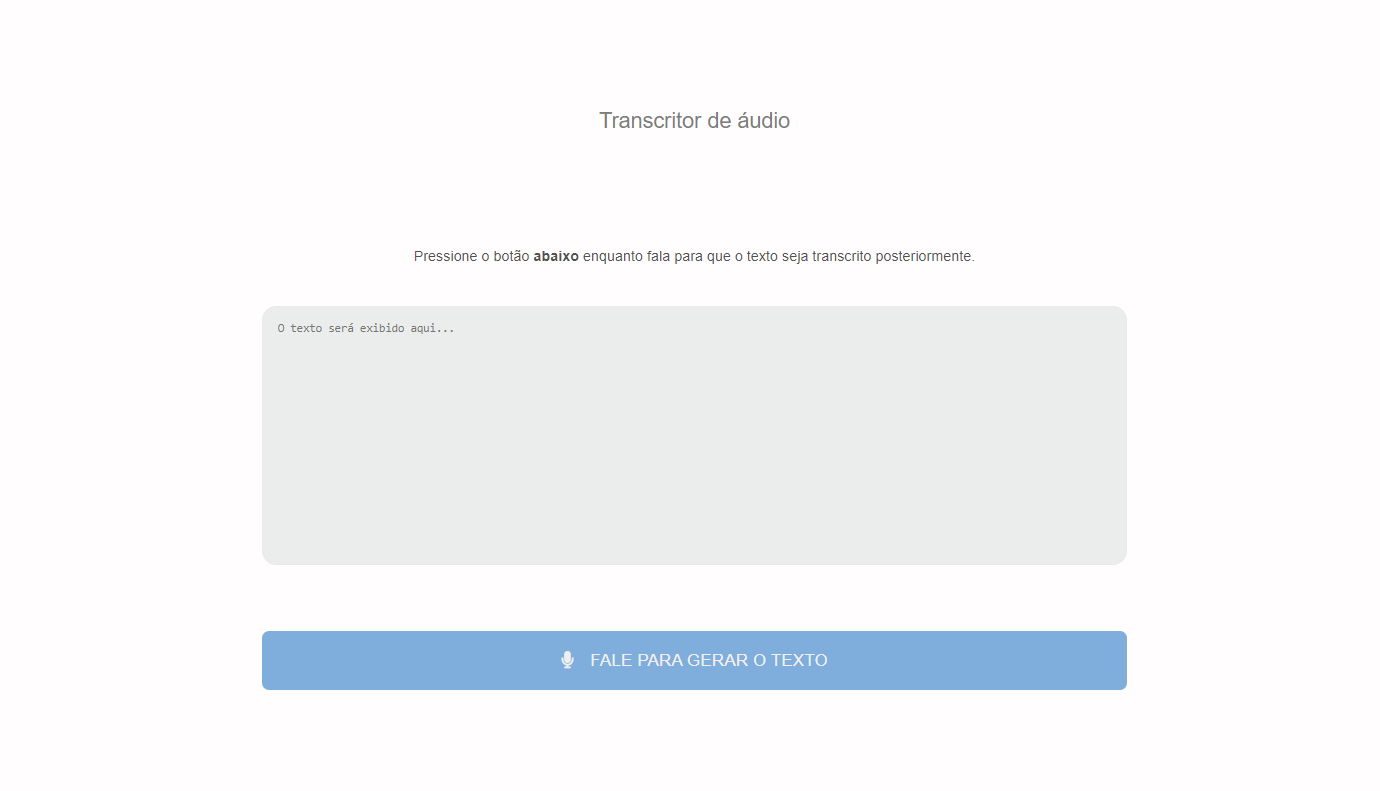 Transcritor de áudio
Pressione o botão abaixo enquanto fala para que o texto seja transcrito posteriormente.
O texto será exibido aqui...
FALE PARA GERAR O TEXTO